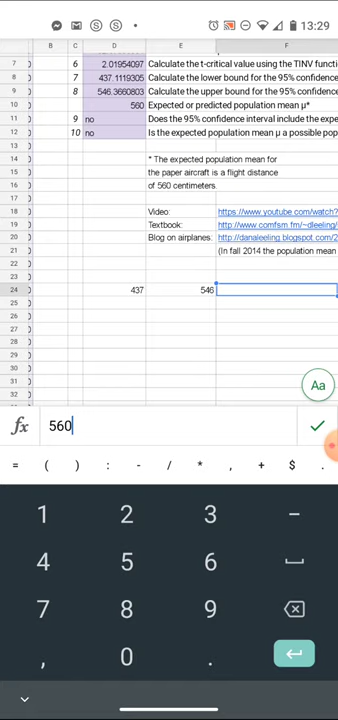 13:29
B C D E F
7 6 2.01954097 Calculate the t-critical value using the TINV functi
8 7 437.1119305 Calculate the lower bound for the 95% confidence
9 8 546.3660803 Calculate the upper bound for the 95% confidence
10 560 Expected or predicted population mean μ*
11 9 no Does the 95% confidence interval include the expe
12 10 no Is the expected population mean μ a possible pop
13
14 * The expected population mean for
15 the paper aircraft is a flight distance
16 of 560 centimeters.
17
18 Video: https://www.youtube.com/watch?
19 Textbook: http://www.comfsm.fm/~dleeling/
20 Blog on airplanes: http://danaleeling.blogspot.com/2
21 (In fall 2014 the population mean
22
23
24 437 546
25
26
27
28
29
30
31
32
Aa
fx 560
= ( ) : - / * , + $ .
1 2 3 –
4 5 6
7 8 9
, 0 .